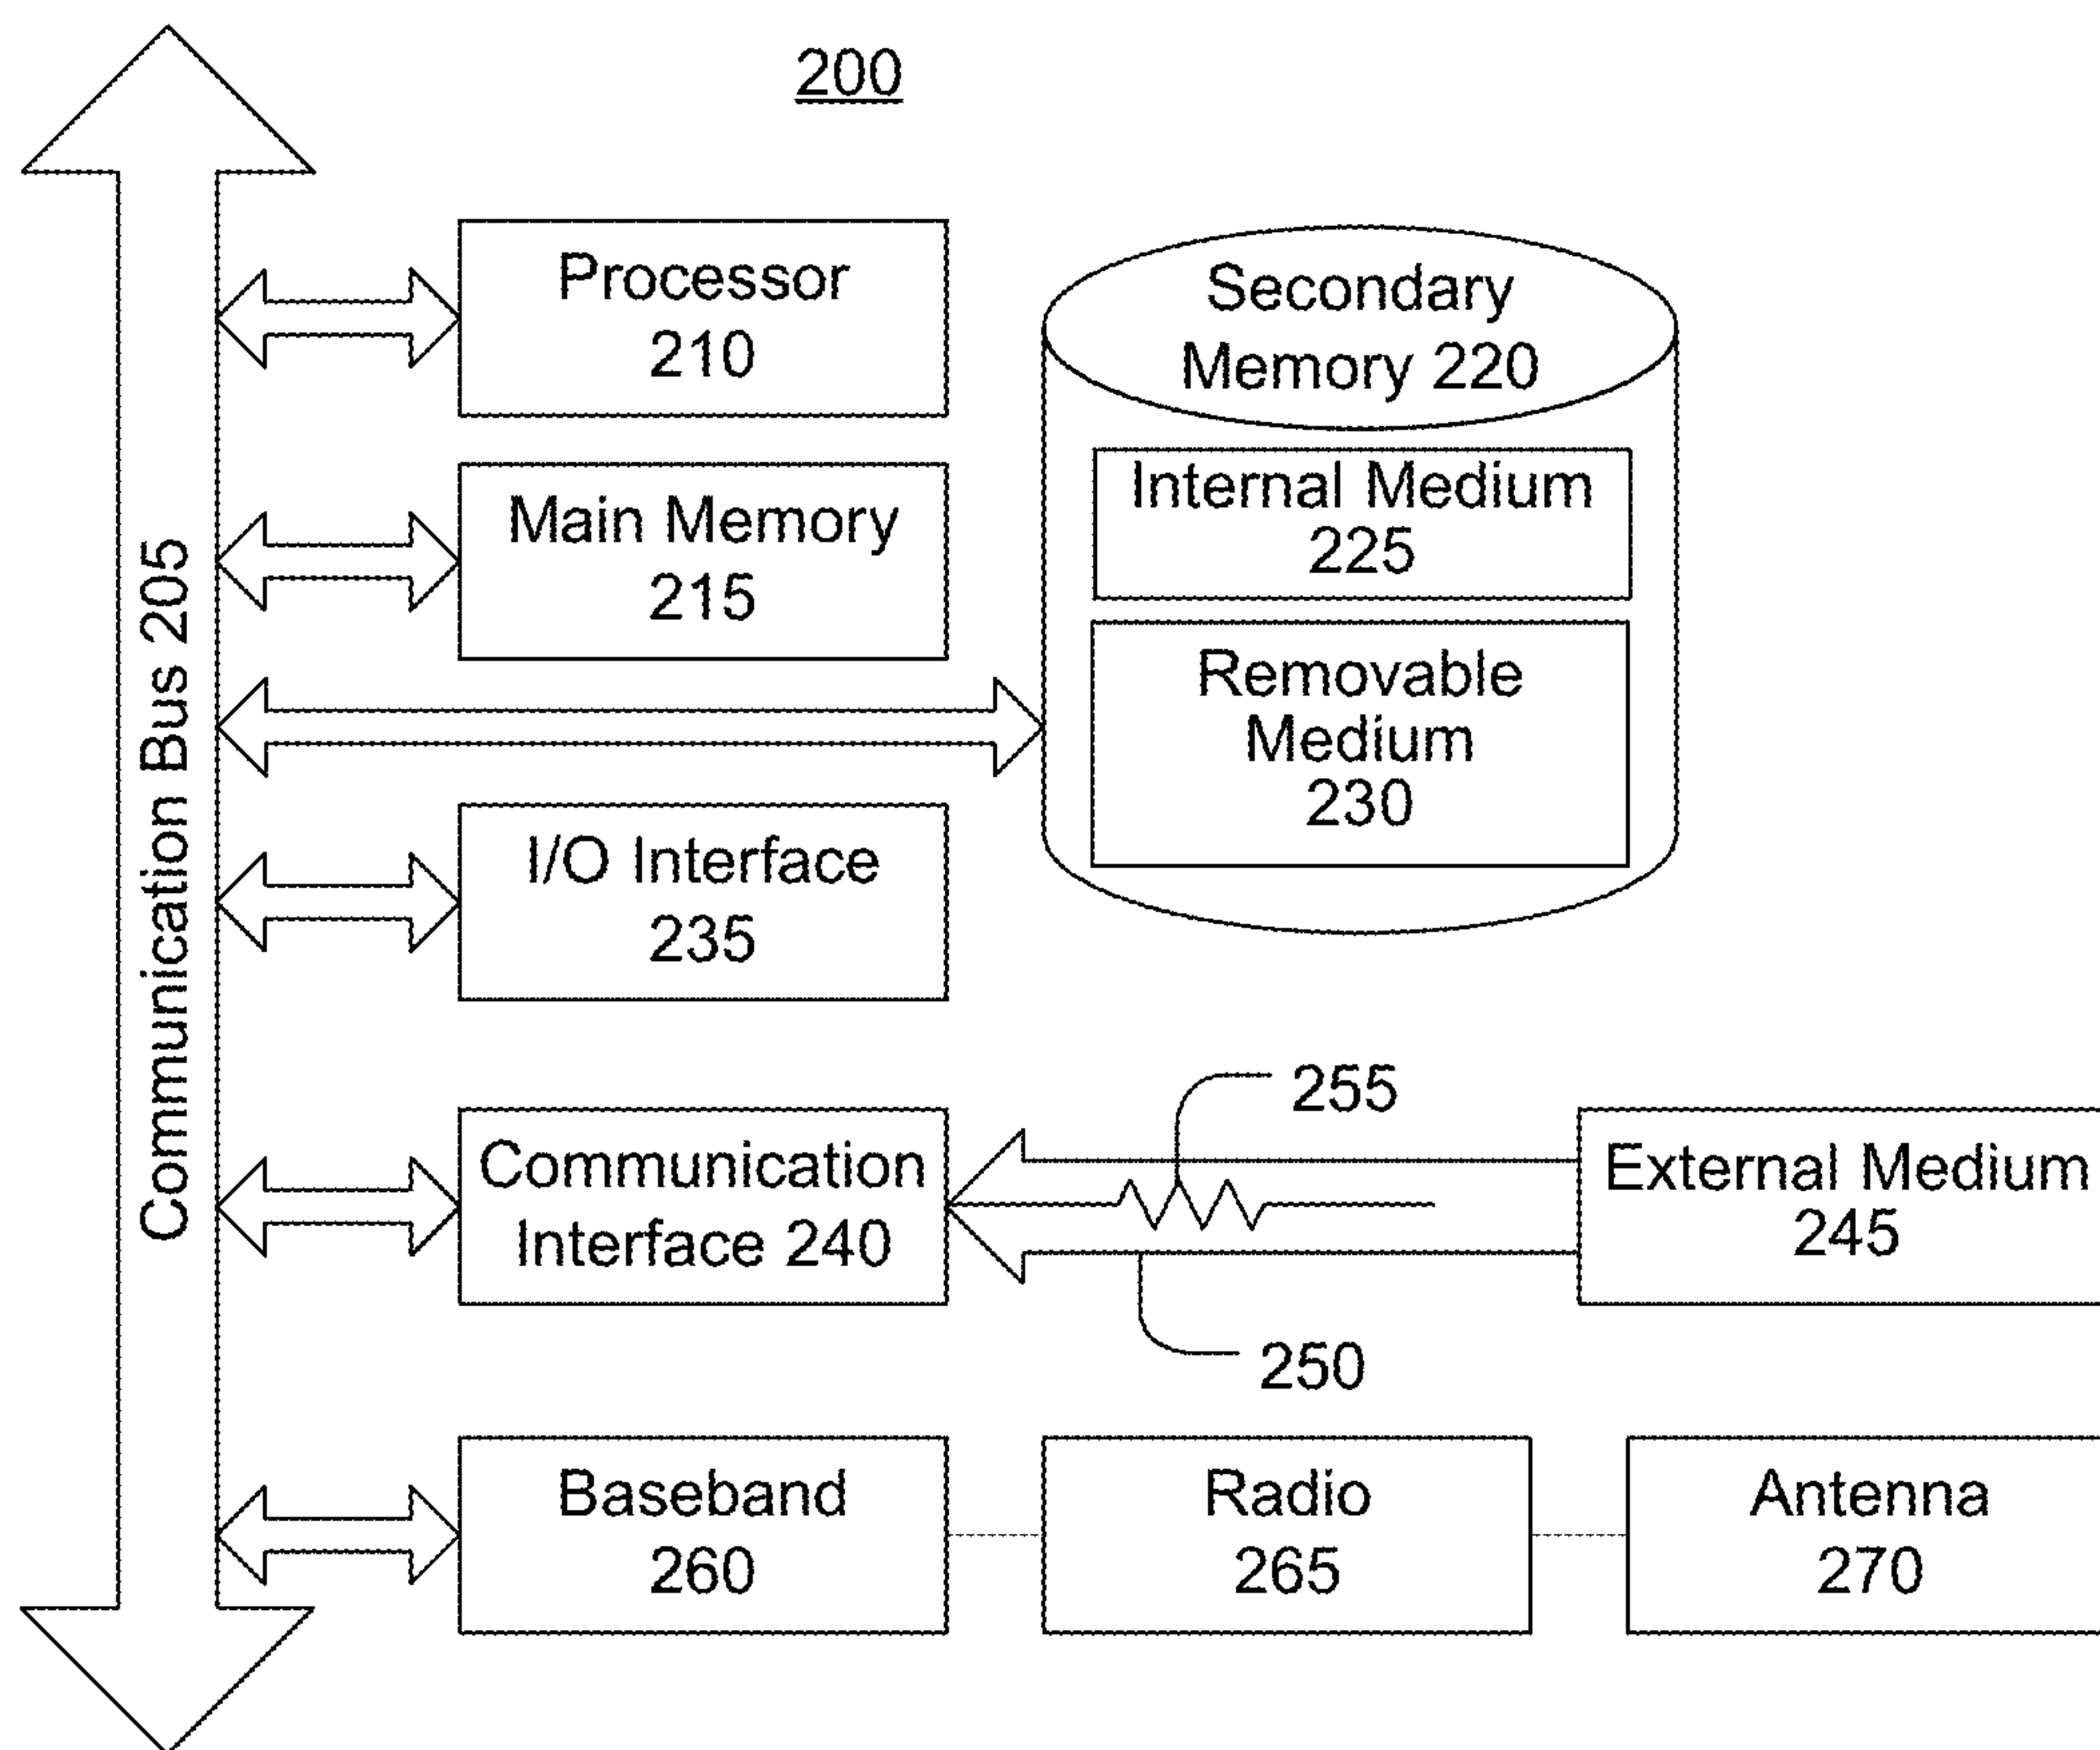 200
Communication Bus 205
Processor
210
Secondary
Memory 220
Main Memory
215
Internal Medium
225
Removable
Medium
230
I/O Interface
235
255
Communication
Interface 240
External Medium
245
250
Baseband
260
Radio
265
Antenna
270